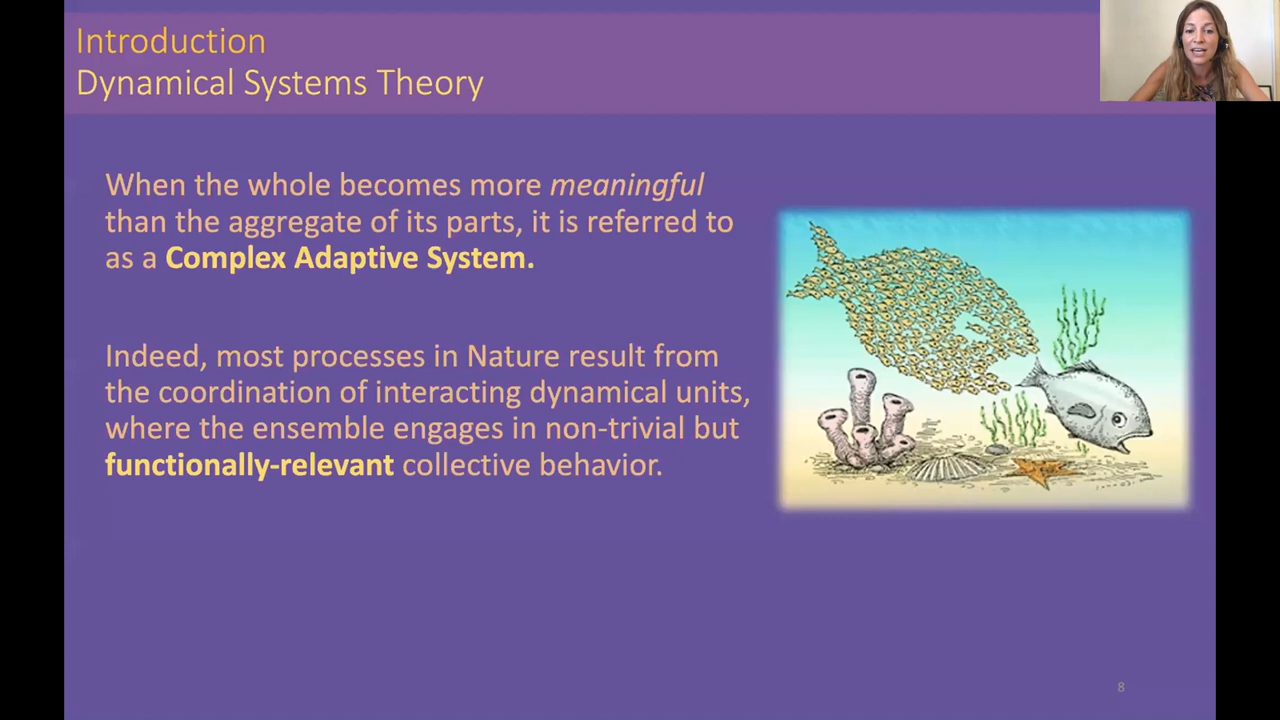 Introduction
Dynamical Systems Theory
When the whole becomes more meaningful
than the aggregate of its parts, it is referred to
as a Complex Adaptive System.
Indeed, most processes in Nature result from
the coordination of interacting dynamical units,
where the ensemble engages in non-trivial but
functionally-relevant collective behavior.
8